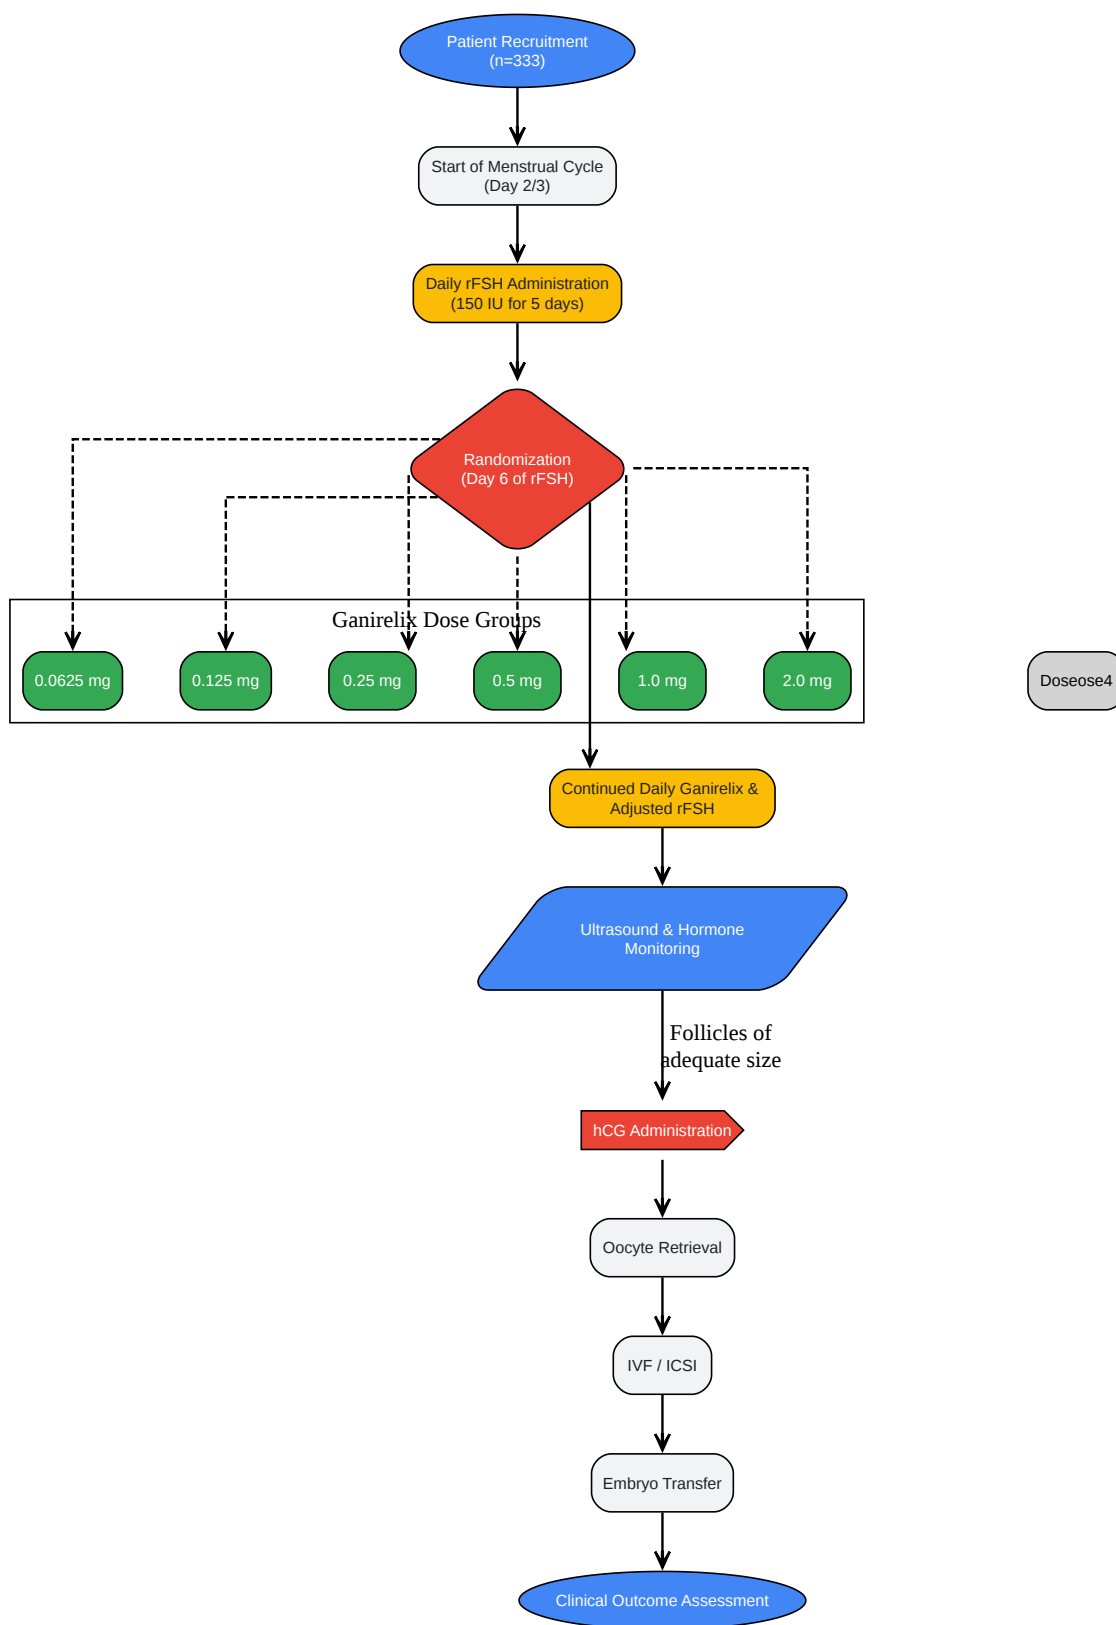 Patient Recruitment
(n=333)
Start of Menstrual Cycle
(Day 2/3)
Daily rFSH Administration
(150 IU for 5 days)
Randomization
(Day 6 of rFSH)
Ganirelix Dose Groups
0.0625 mg
0.125 mg
0.25 mg
0.5 mg
1.0 mg
2.0 mg
Doseose4
Continued Daily Ganirelix &
Adjusted rFSH
Ultrasound & Hormone
Monitoring
Follicles of
adequate size
hCG Administration
Oocyte Retrieval
IVF / ICSI
Embryo Transfer
Clinical Outcome Assessment